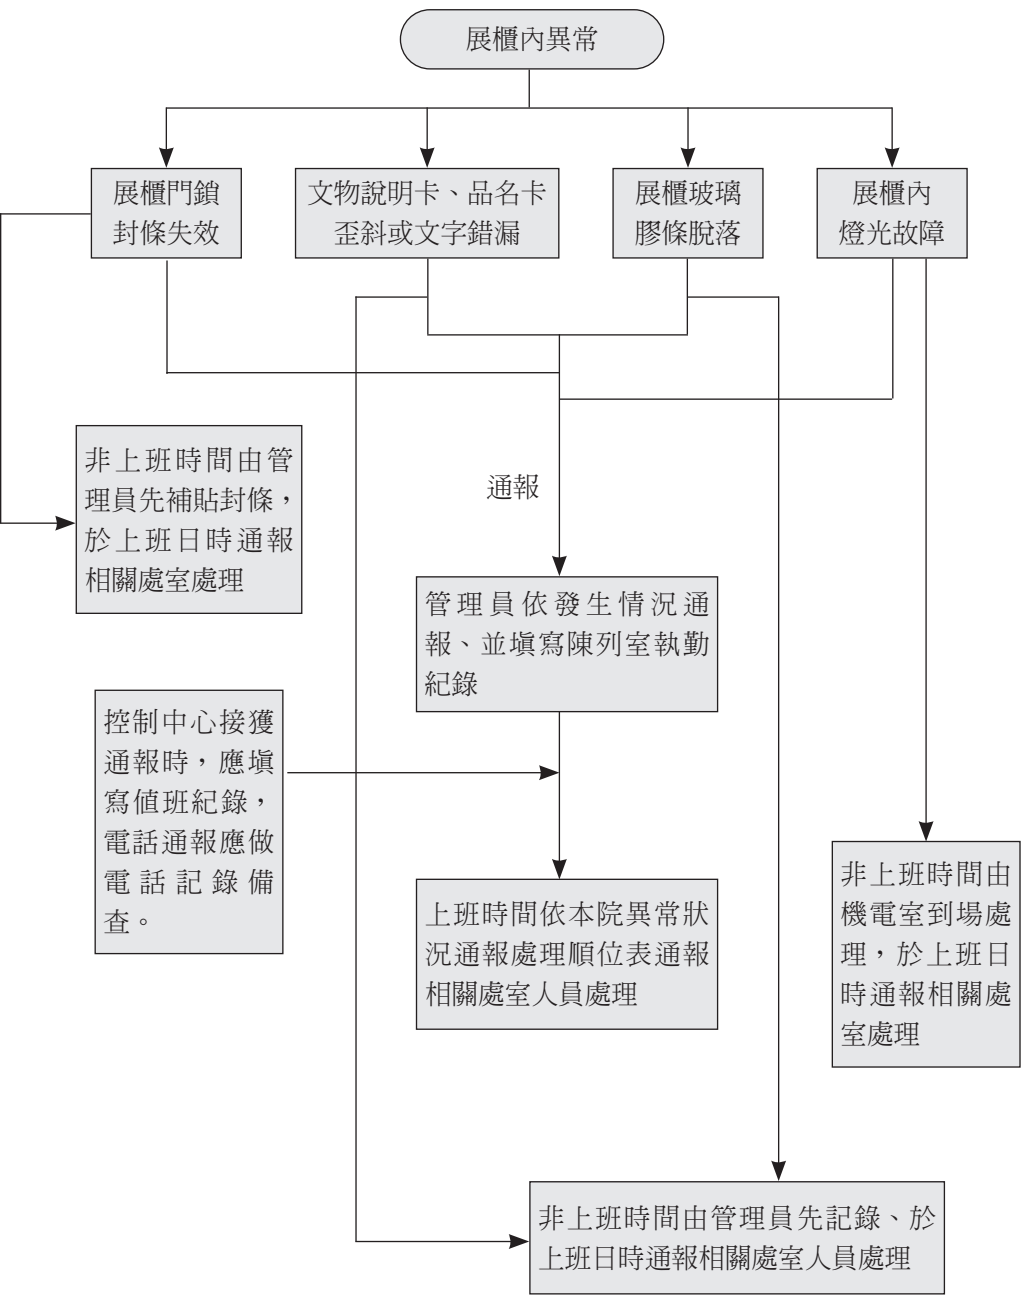 展櫃內異常
展櫃門鎖
封條失效
文物說明卡、品名卡
歪斜或文字錯漏
展櫃玻璃
膠條脫落
展櫃內
燈光故障
非上班時間由管
理員先補貼封條，
於上班日時通報
相關處室處理
通報
管理員依發生情況通
報、並填寫陳列室執勤
紀錄
控制中心接獲
通報時，應填
寫值班紀錄，
電話通報應做
電話記錄備
查。
上班時間依本院異常狀
況通報處理順位表通報
相關處室人員處理
非上班時間由
機電室到場處
理，於上班日
時通報相關處
室處理
非上班時間由管理員先記錄、於
上班日時通報相關處室人員處理